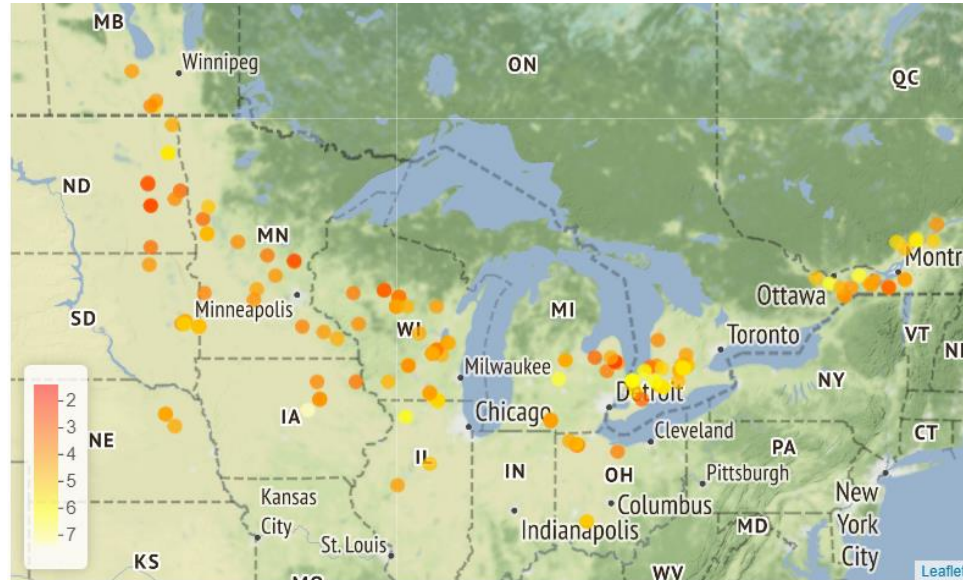 MB
Winnipeg
ON
QC
ND
MN
Montr
Ottawa
Minneapolis
MI
VT
SD
WI
Toronto
Milwaukee
NY
Detroit
Chicago
CT
IA
Cleveland
NE
IL
IN
OH
PA
Pittsburgh
Kansas
City
Columbus
New
York
City
Indianapolis
MD
St. Louis
KS
WV
2
3
4
5
6
7
Leaflet